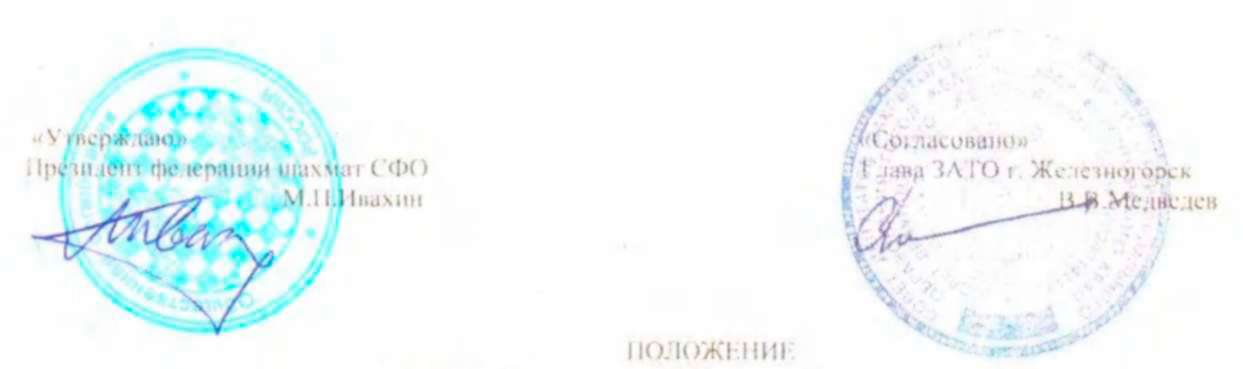 «Утверждаю»
Президент федерации шахмат СФО
М.П.Ивахин
«Согласовано»
Глава ЗАТО г. Железногорск
В.В.Медведев
ПОЛОЖЕНИЕ